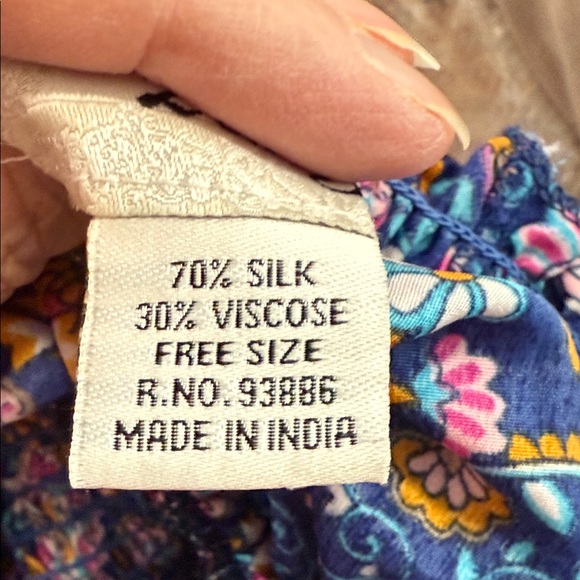 70% SILK
30% VISCOSE
FREE SIZE
R.NO.93886
MADE IN INDIA